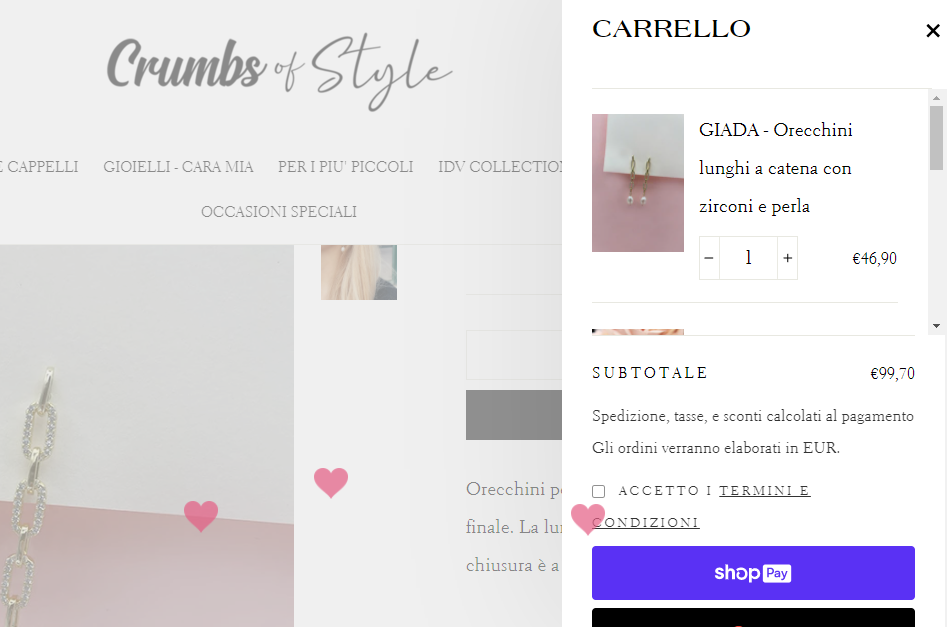 CARRELLO
Crumbs of Style
E CAPPELLI GIOIELLI - CARA MIA PER I PIU' PICCOLI IDV COLLECTION
OCCASIONI SPECIALI
GIADA - Orecchini
lunghi a catena con
zirconi e perla
− 1 + €46,90
SUBTOTALE €99,70
Spedizione, tasse, e sconti calcolati al pagamento
Gli ordini verranno elaborati in EUR.
ACCETTO I TERMINI E
CONDIZIONI
shop Pay
Orecchini
finale. La
chiusura è a